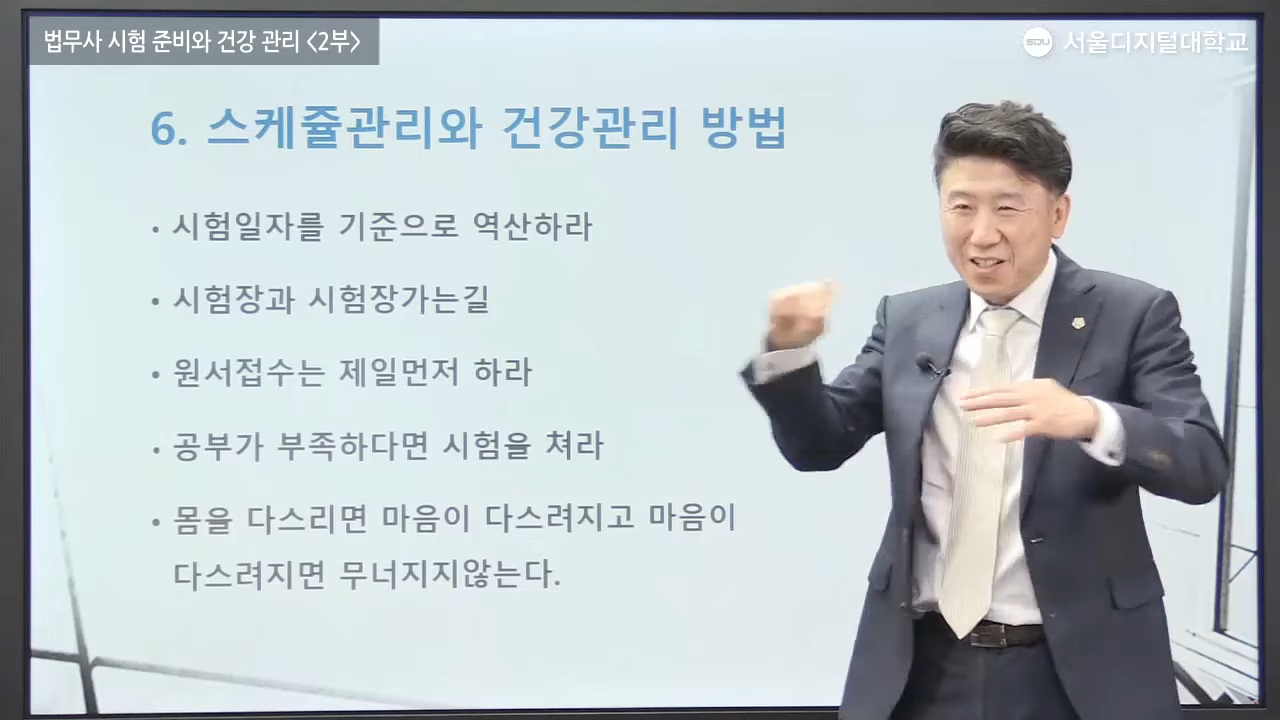 법무사 시험 준비와 건강 관리 <2부>
SDU 서울디지털대학교
6. 스케쥴관리와 건강관리 방법
• 시험일자를 기준으로 역산하라
• 시험장과 시험장가는길
• 원서접수는 제일먼저 하라
• 공부가 부족하다면 시험을 쳐라
• 몸을 다스리면 마음이 다스려지고 마음이
다스려지면 무너지지않는다.